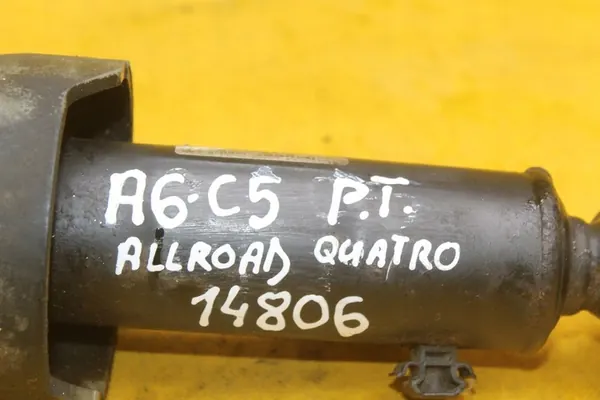 A6-C5 P.T.
ALLROAD QUATRO
14806